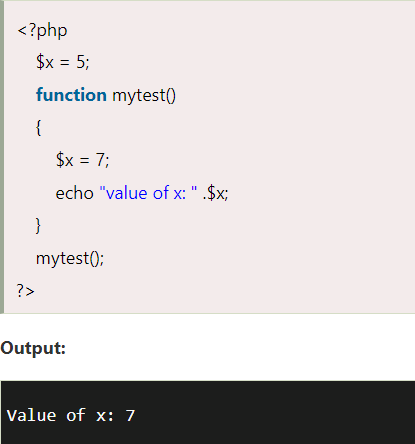 <?php
$x = 5;
function mytest()
{
$x = 7;
echo "value of x: " .$x;
}
mytest();
?>
Output:
Value of x: 7